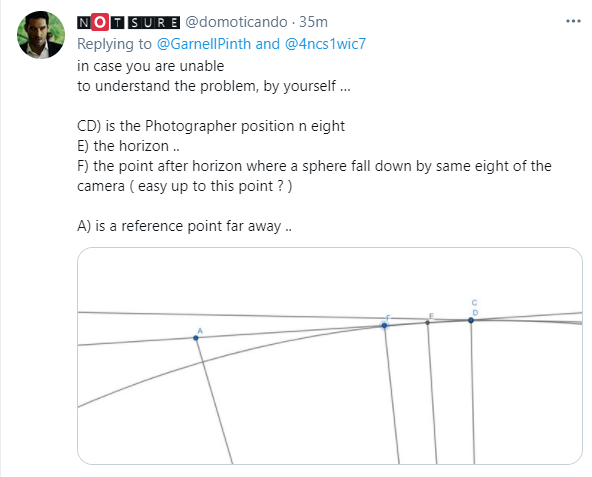 NOT SURE @domoticando · 35m
Replying to @GarnellPinth and @4ncs1wic7
in case you are unable
to understand the problem, by yourself ...
CD) is the Photographer position n eight
E) the horizon ..
F) the point after horizon where a sphere fall down by same eight of the
camera ( easy up to this point ? )
A) is a reference point far away ..
C
D
E
A